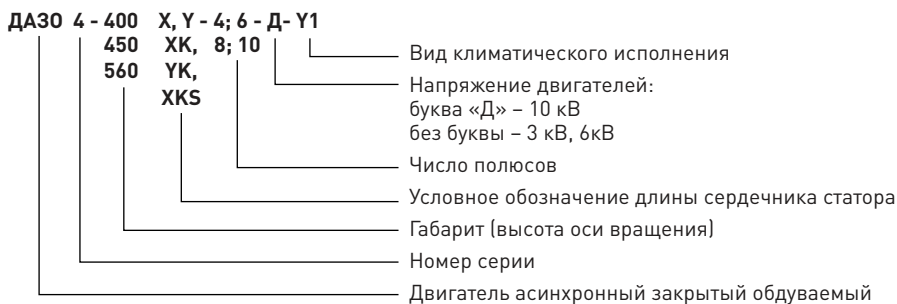 ДАЗО 4 - 400 X, Y - 4; 6 - Д- Y1
450 XK, 8; 10
560 YK,
XKS
Вид климатического исполнения
Напряжение двигателей:
буква «Д» – 10 кВ
без буквы – 3 кВ, 6кВ
Число полюсов
Условное обозначение длины сердечника статора
Габарит (высота оси вращения)
Номер серии
Двигатель асинхронный закрытый обдуваемый